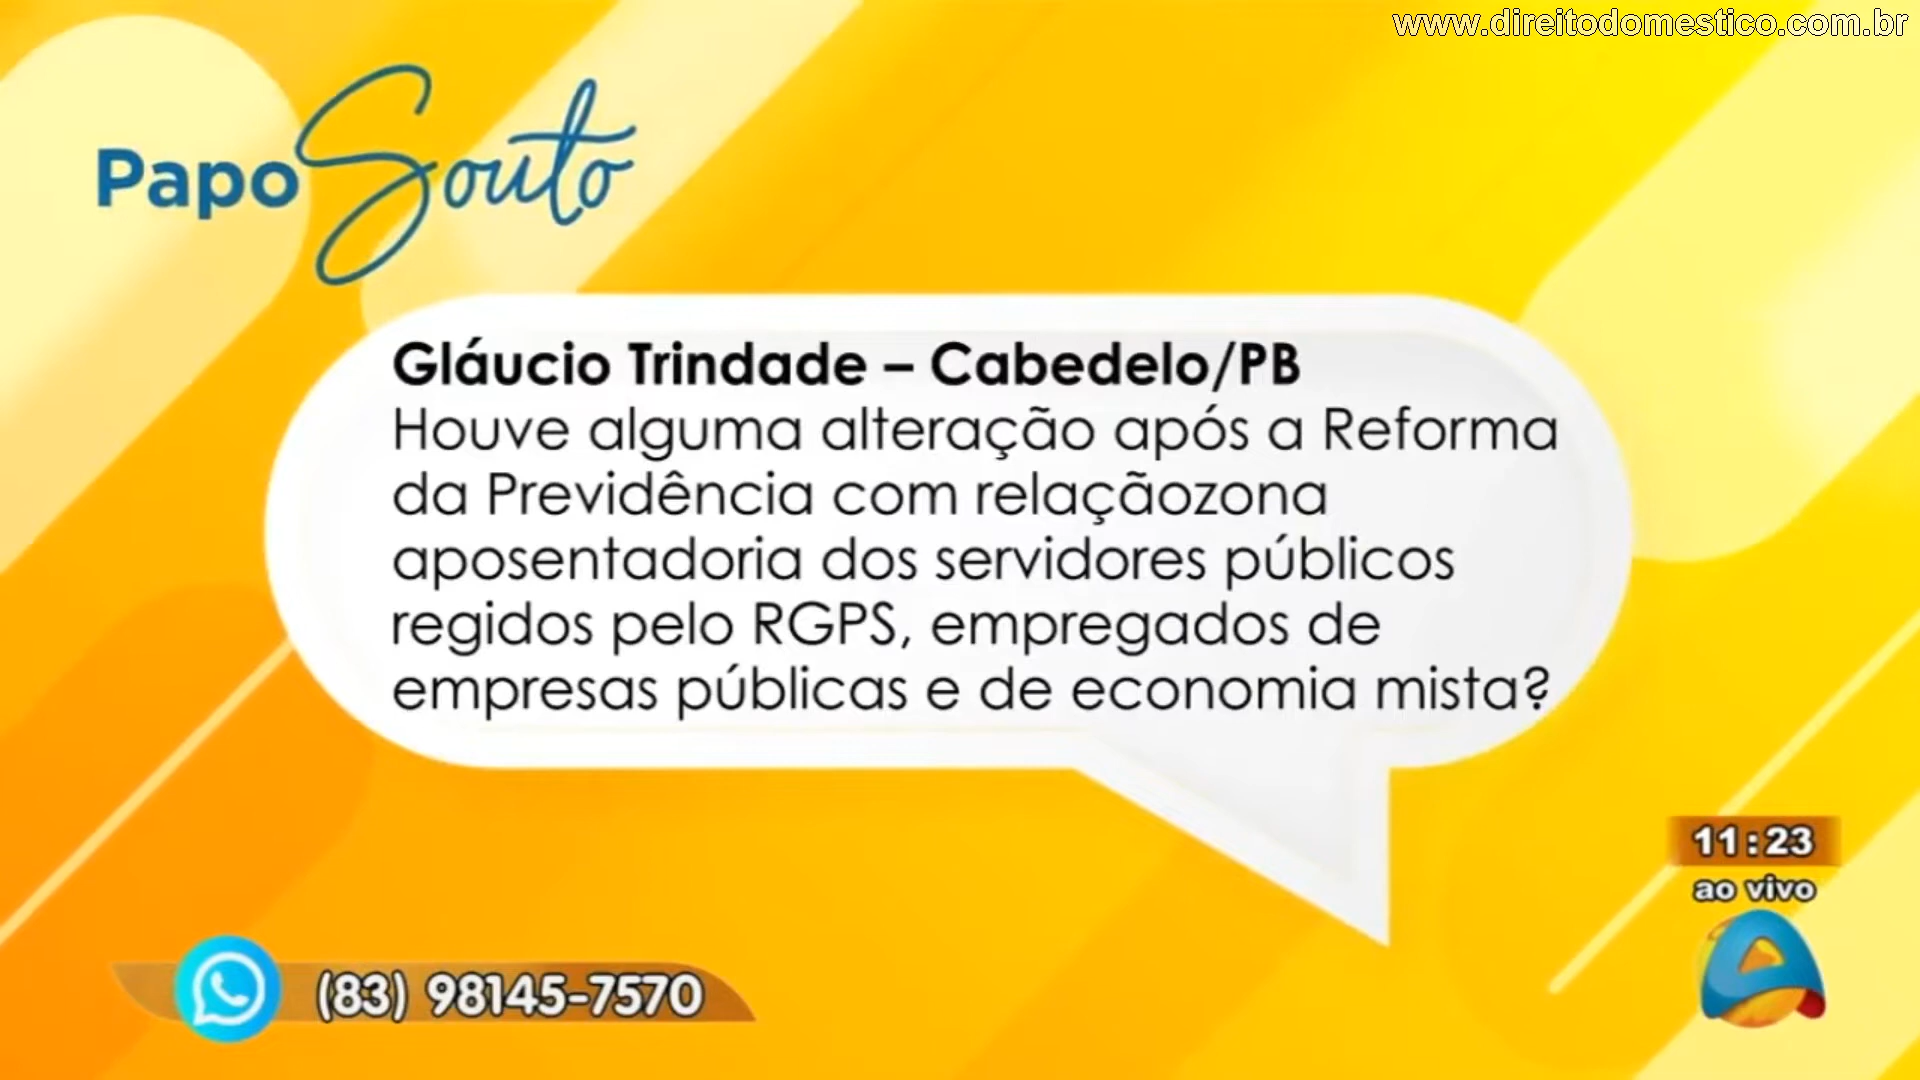 www.direitodomestico.com.br
Papo Souto
Gláucio Trindade – Cabedelo/PB
Houve alguma alteração após a Reforma
da Previdência com relaçãozona
aposentadoria dos servidores públicos
regidos pelo RGPS, empregados de
empresas públicas e de economia mista?
11:23
ao vivo
(83) 98145-7570